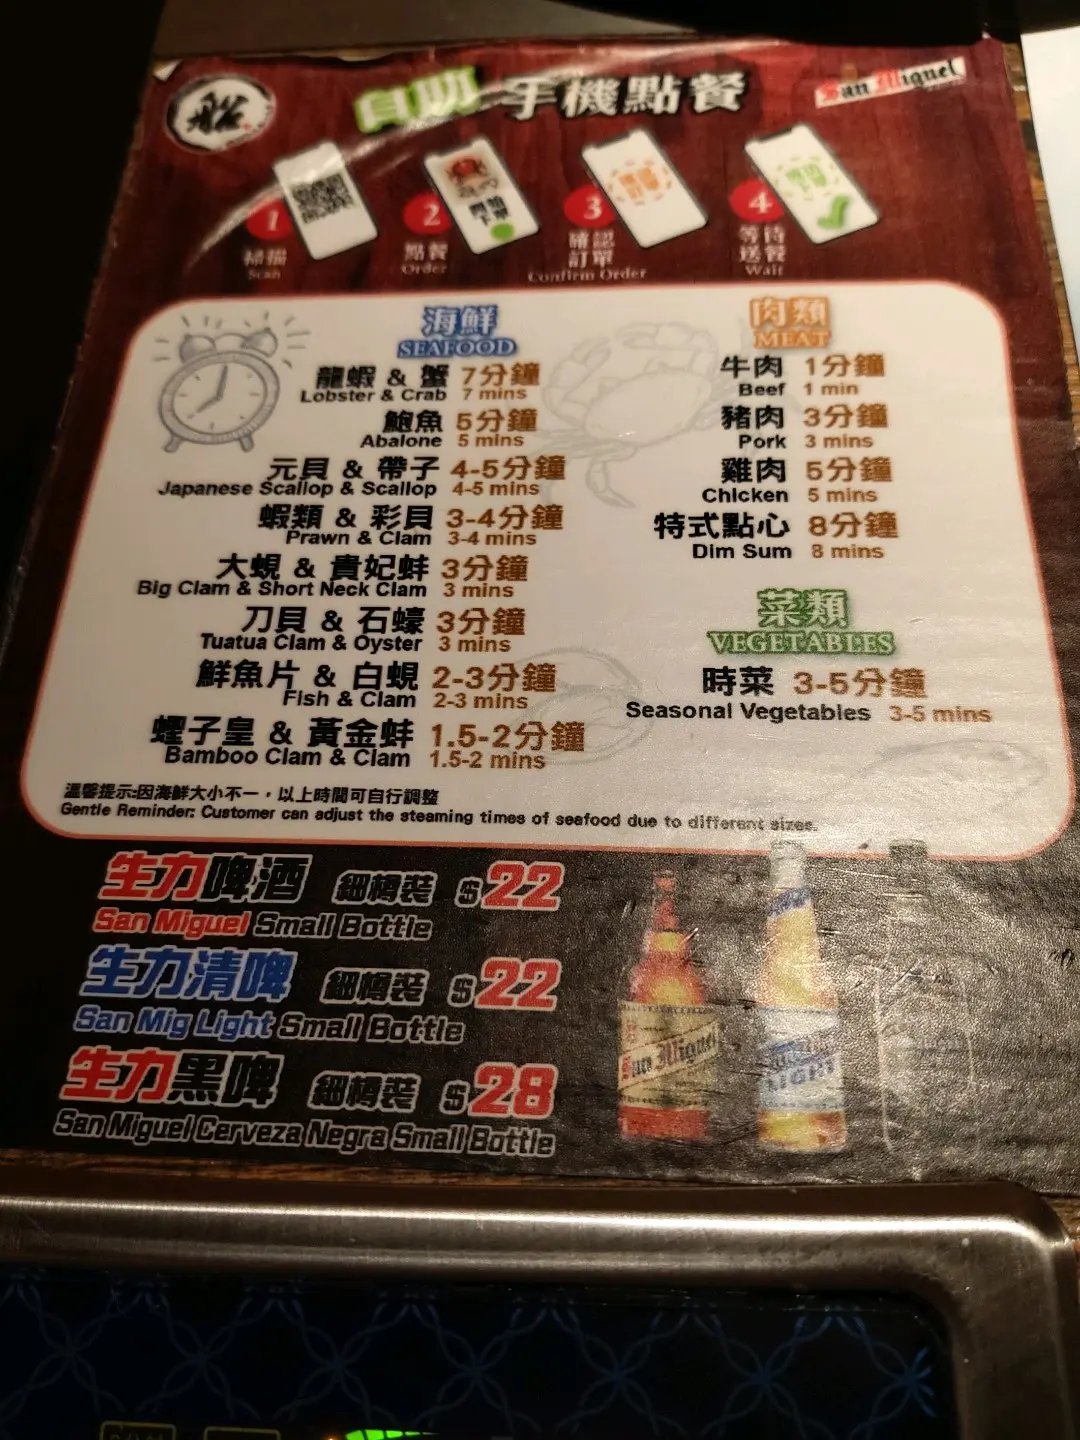 船
自助 手機點餐
San Miguel
1
掃描
Scan
2
點餐
Order
3
確認
訂單
Confirm Order
4
等待
送餐
Wait
海鮮
SEAFOOD
龍蝦 & 蟹 7分鐘
Lobster & Crab 7 mins
鮑魚 5分鐘
Abalone 5 mins
元貝 & 帶子 4-5分鐘
Japanese Scallop & Scallop 4-5 mins
蝦類 & 彩貝 3-4分鐘
Prawn & Clam 3-4 mins
大蜆 & 貴妃蚌 3分鐘
Big Clam & Short Neck Clam 3 mins
刀貝 & 石蠔 3分鐘
Tuatua Clam & Oyster 3 mins
鮮魚片 & 白蜆 2-3分鐘
Fish & Clam 2-3 mins
蟶子皇 & 黃金蚌 1.5-2分鐘
Bamboo Clam & Clam 1.5-2 mins
肉類
MEAT
牛肉 1分鐘
Beef 1 min
豬肉 3分鐘
Pork 3 mins
雞肉 5分鐘
Chicken 5 mins
特式點心 8分鐘
Dim Sum 8 mins
菜類
VEGETABLES
時菜 3-5分鐘
Seasonal Vegetables 3-5 mins
溫馨提示:因海鮮大小不一，以上時間可自行調整
Gentle Reminder: Customer can adjust the steaming times of seafood due to different sizes.
生力啤酒 細樽裝 $22
San Miguel Small Bottle
生力清啤 細樽裝 $22
San Mig Light Small Bottle
生力黑啤 細樽裝 $28
San Miguel Cerveza Negra Small Bottle
San Miguel
LIGHT